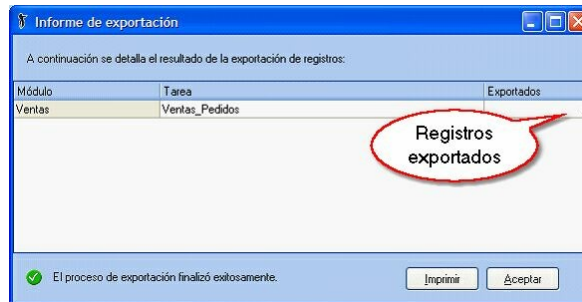 Informe de exportación
A continuación se detalla el resultado de la exportación de registros:
Módulo Tarea Exportados
Ventas Ventas_Pedidos
Registros
exportados
El proceso de exportación finalizó exitosamente.
Imprimir Aceptar